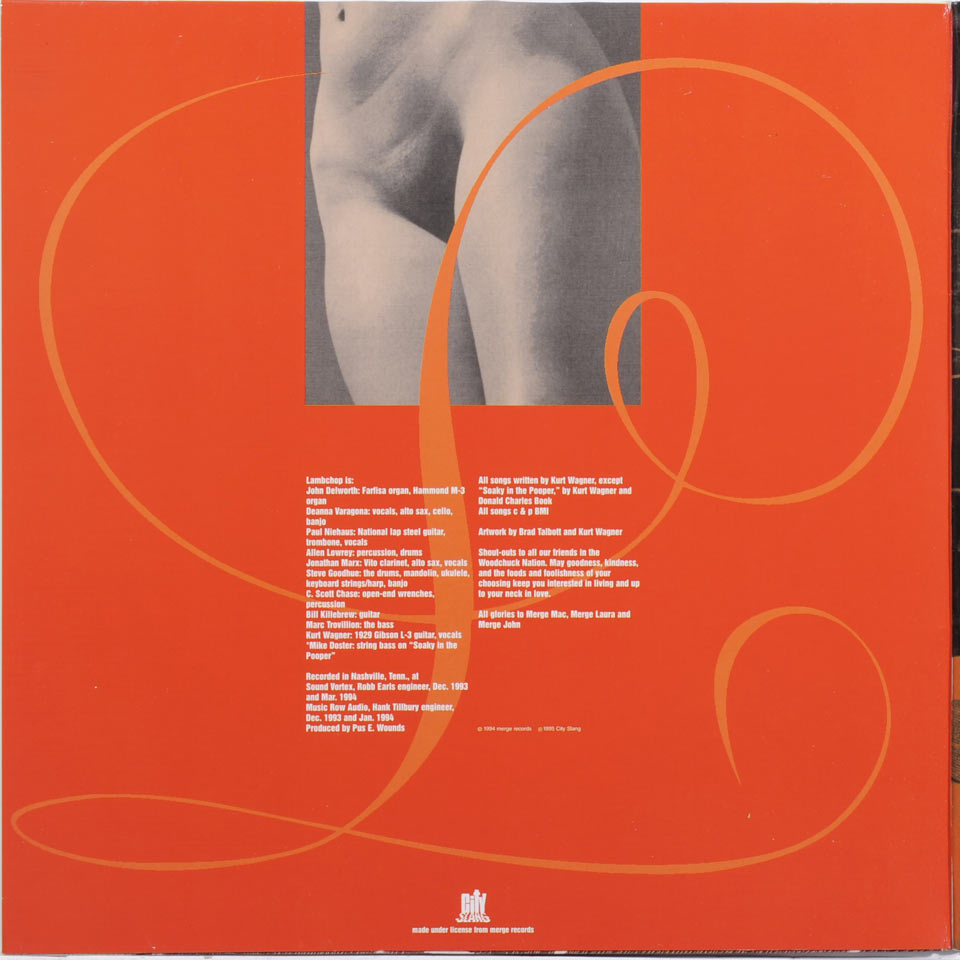 Lambchop is:
John Delworth: Farfisa organ, Hammond M-3
organ
Deanna Varagona: vocals, alto sax, cello,
banjo
Paul Niehaus: National lap steel guitar,
trombone, vocals
Allen Lowrey: percussion, drums
Jonathan Marx: Vito clarinet, alto sax, vocals
Steve Goodhue: the drums, mandolin, ukulele,
keyboard strings/harp, banjo
C. Scott Chase: open-end wrenches,
percussion
Bill Killebrew: guitar
Marc Trovillion: the bass
Kurt Wagner: 1929 Gibson L-3 guitar, vocals
*Mike Doster: string bass on "Soaky in the
Pooper"
Recorded in Nashville, Tenn., at
Sound Vortex, Robb Earls engineer, Dec. 1993
and Mar. 1994
Music Row Audio, Hank Tilbury engineer,
Dec. 1993 and Jan. 1994
Produced by Pus E. Wounds
All songs written by Kurt Wagner, except
"Soaky in the Pooper," by Kurt Wagner and
Donald Charles Book
All songs c & p BMI
Artwork by Brad Talbott and Kurt Wagner
Shout-outs to all our friends in the
Woodchuck Nation. May goodness, kindness,
and the foods and foolishness of your
choosing keep you interested in living and up
to your neck in love.
All glories to Merge Mac, Merge Laura and
Merge John
© 1994 merge records ℗ 1995 City Slang
City
SLANG
made under license from merge records